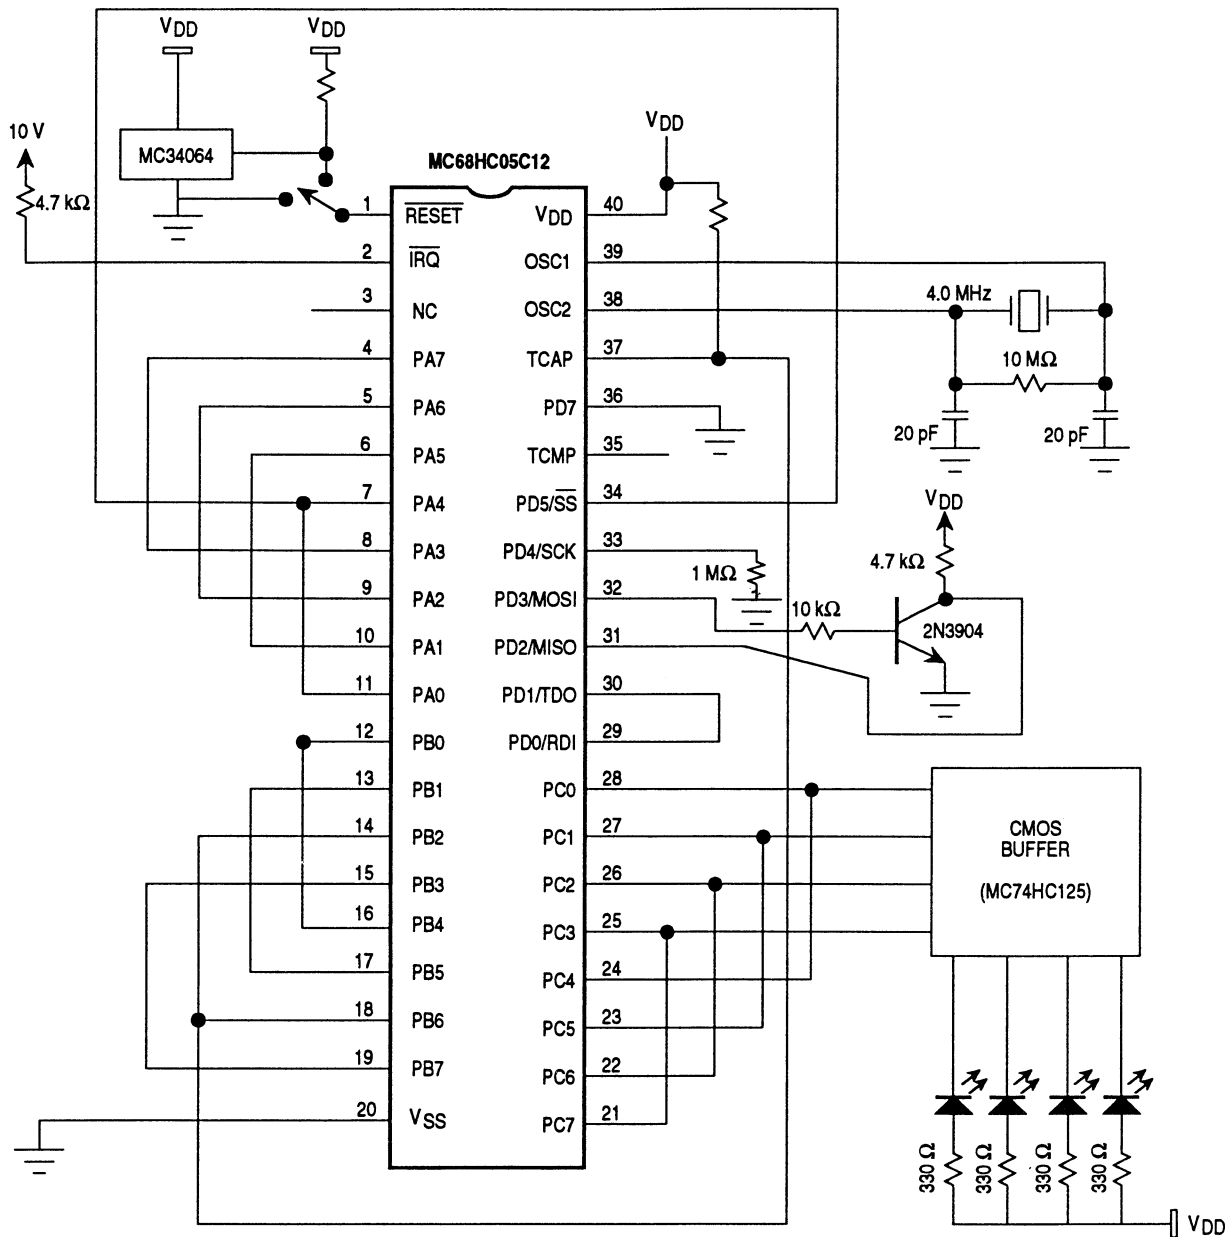 VDD
VDD
10 V
MC34064
4.7 kΩ
MC68HC05C12
VDD
1 RESET
2 IRQ
3 NC
4 PA7
5 PA6
6 PA5
7 PA4
8 PA3
9 PA2
10 PA1
11 PA0
12 PB0
13 PB1
14 PB2
15 PB3
16 PB4
17 PB5
18 PB6
19 PB7
20 VSS
VDD 40
OSC1 39
OSC2 38
TCAP 37
PD7 36
TCMP 35
PD5/SS 34
PD4/SCK 33
PD3/MOSI 32
PD2/MISO 31
PD1/TDO 30
PD0/RDI 29
PC0 28
PC1 27
PC2 26
PC3 25
PC4 24
PC5 23
PC6 22
PC7 21
4.0 MHz
10 MΩ
20 pF
20 pF
VDD
4.7 kΩ
1 MΩ
10 kΩ
2N3904
CMOS
BUFFER
(MC74HC125)
330 Ω
330 Ω
330 Ω
330 Ω
VDD